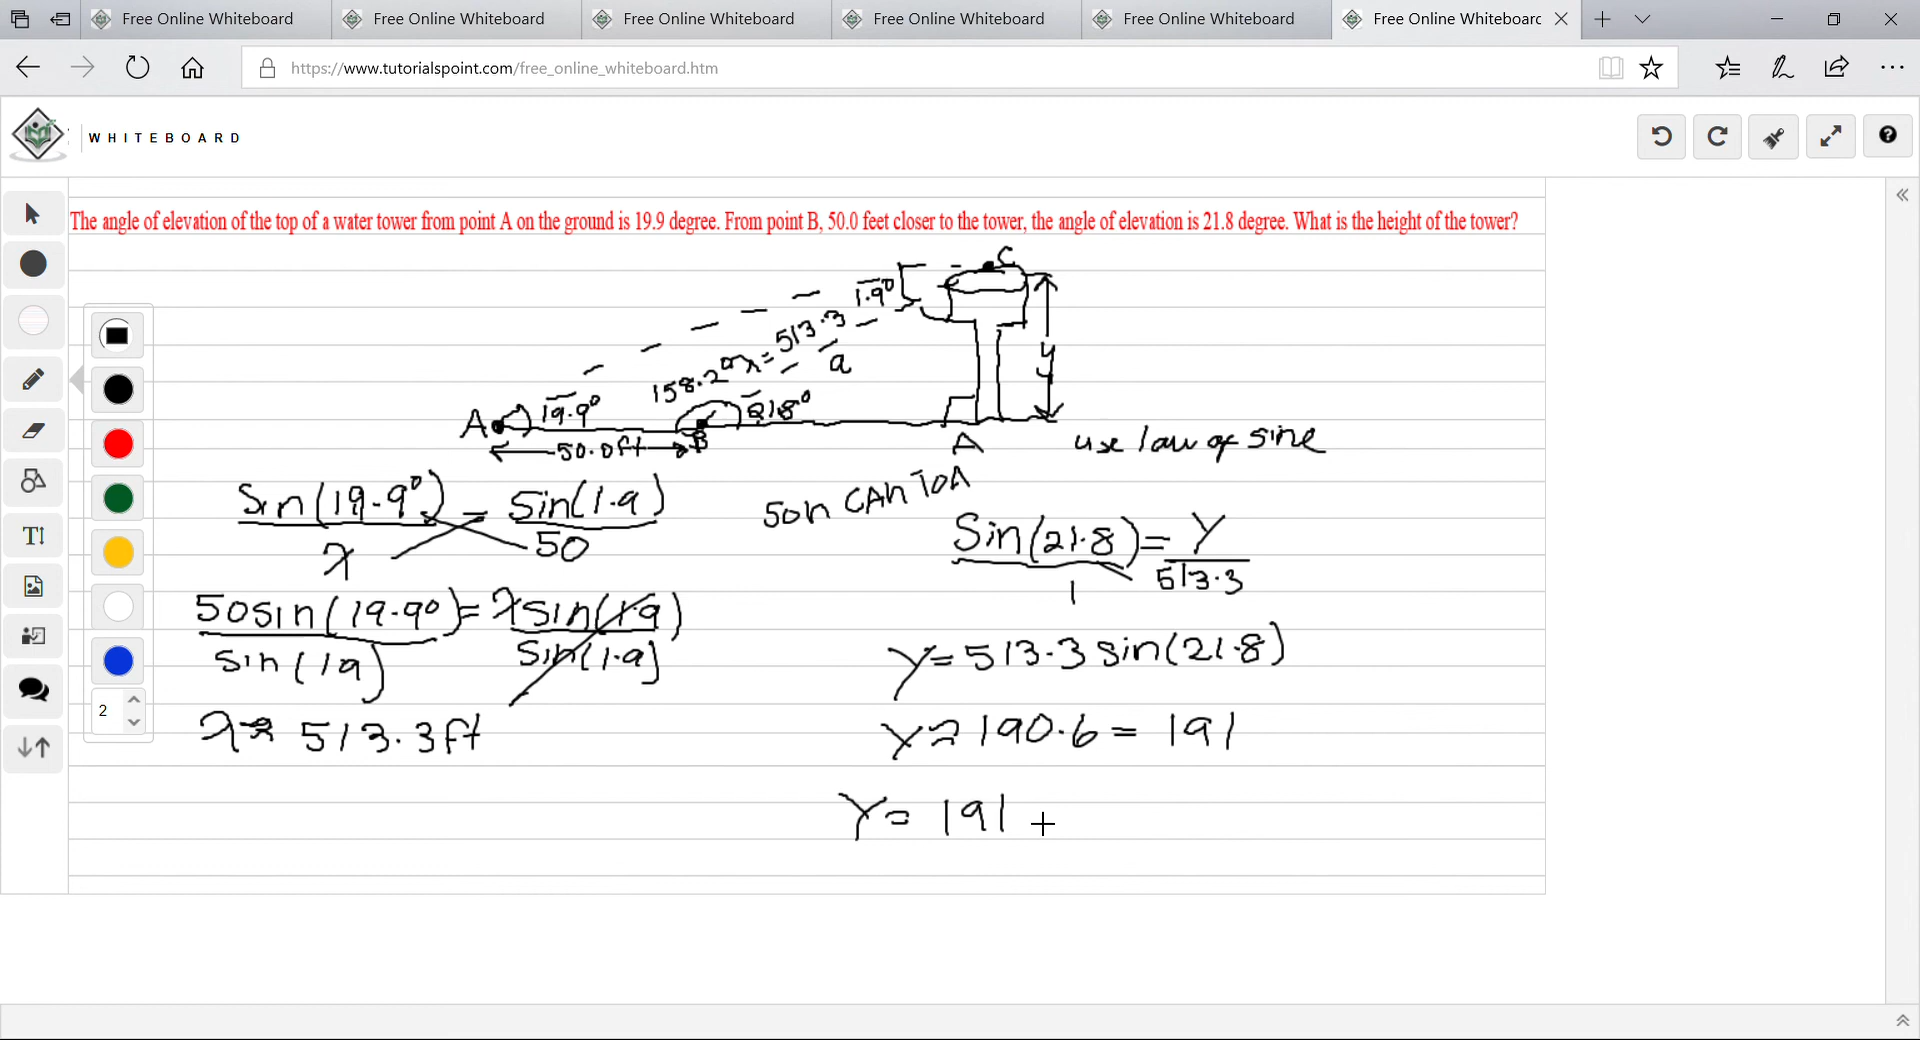 Free Online Whiteboard Free Online Whiteboard Free Online Whiteboard Free Online Whiteboard Free Online Whiteboard Free Online Whiteboarc
https://www.tutorialspoint.com/free_online_whiteboard.htm
WHITEBOARD
The angle of elevation of the top of a water tower from point A on the ground is 19.9 degree. From point B, 50.0 feet closer to the tower, the angle of elevation is 21.8 degree. What is the height of the tower?
C
1.9°
158.2° x = 513.3
a
y
y
A 19.9° 21.8°
50.0ft B A
use law of sine
Sin(19.9°) = Sin(1.9)
x 50
SOH CAH TOA
50sin(19.9°) = x sin(1.9)
sin(19) sin(1.9)
x ≈ 513.3ft
Sin(21.8) = Y
1 513.3
Y = 513.3 sin(21.8)
Y ≈ 190.6 = 191
Y = 191
2